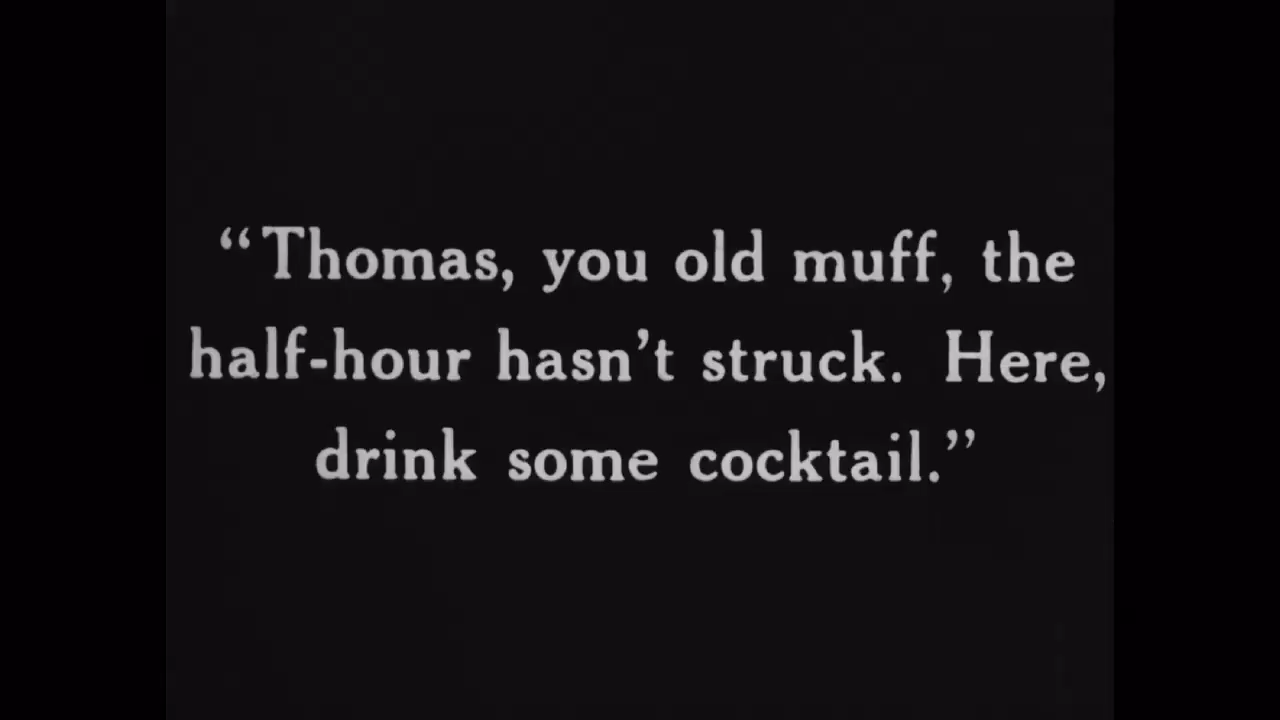 “Thomas, you old muff, the
half-hour hasn’t struck. Here,
drink some cocktail.”